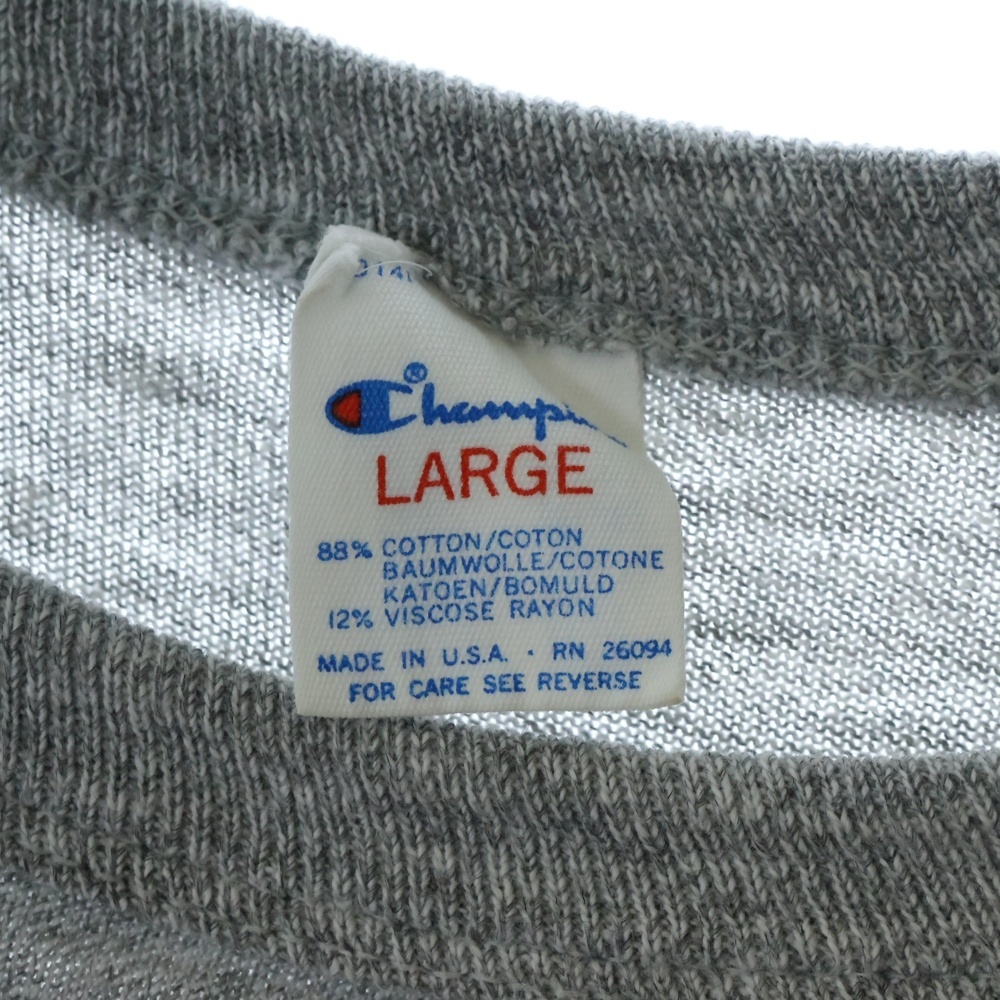 ®
LARGE
88% COTTON/COTON
BAUMWOLLE/COTONE
KATOEN/BOMULD
12% VISCOSE RAYON
MADE IN U.S.A. · RN 26094
FOR CARE SEE REVERSE